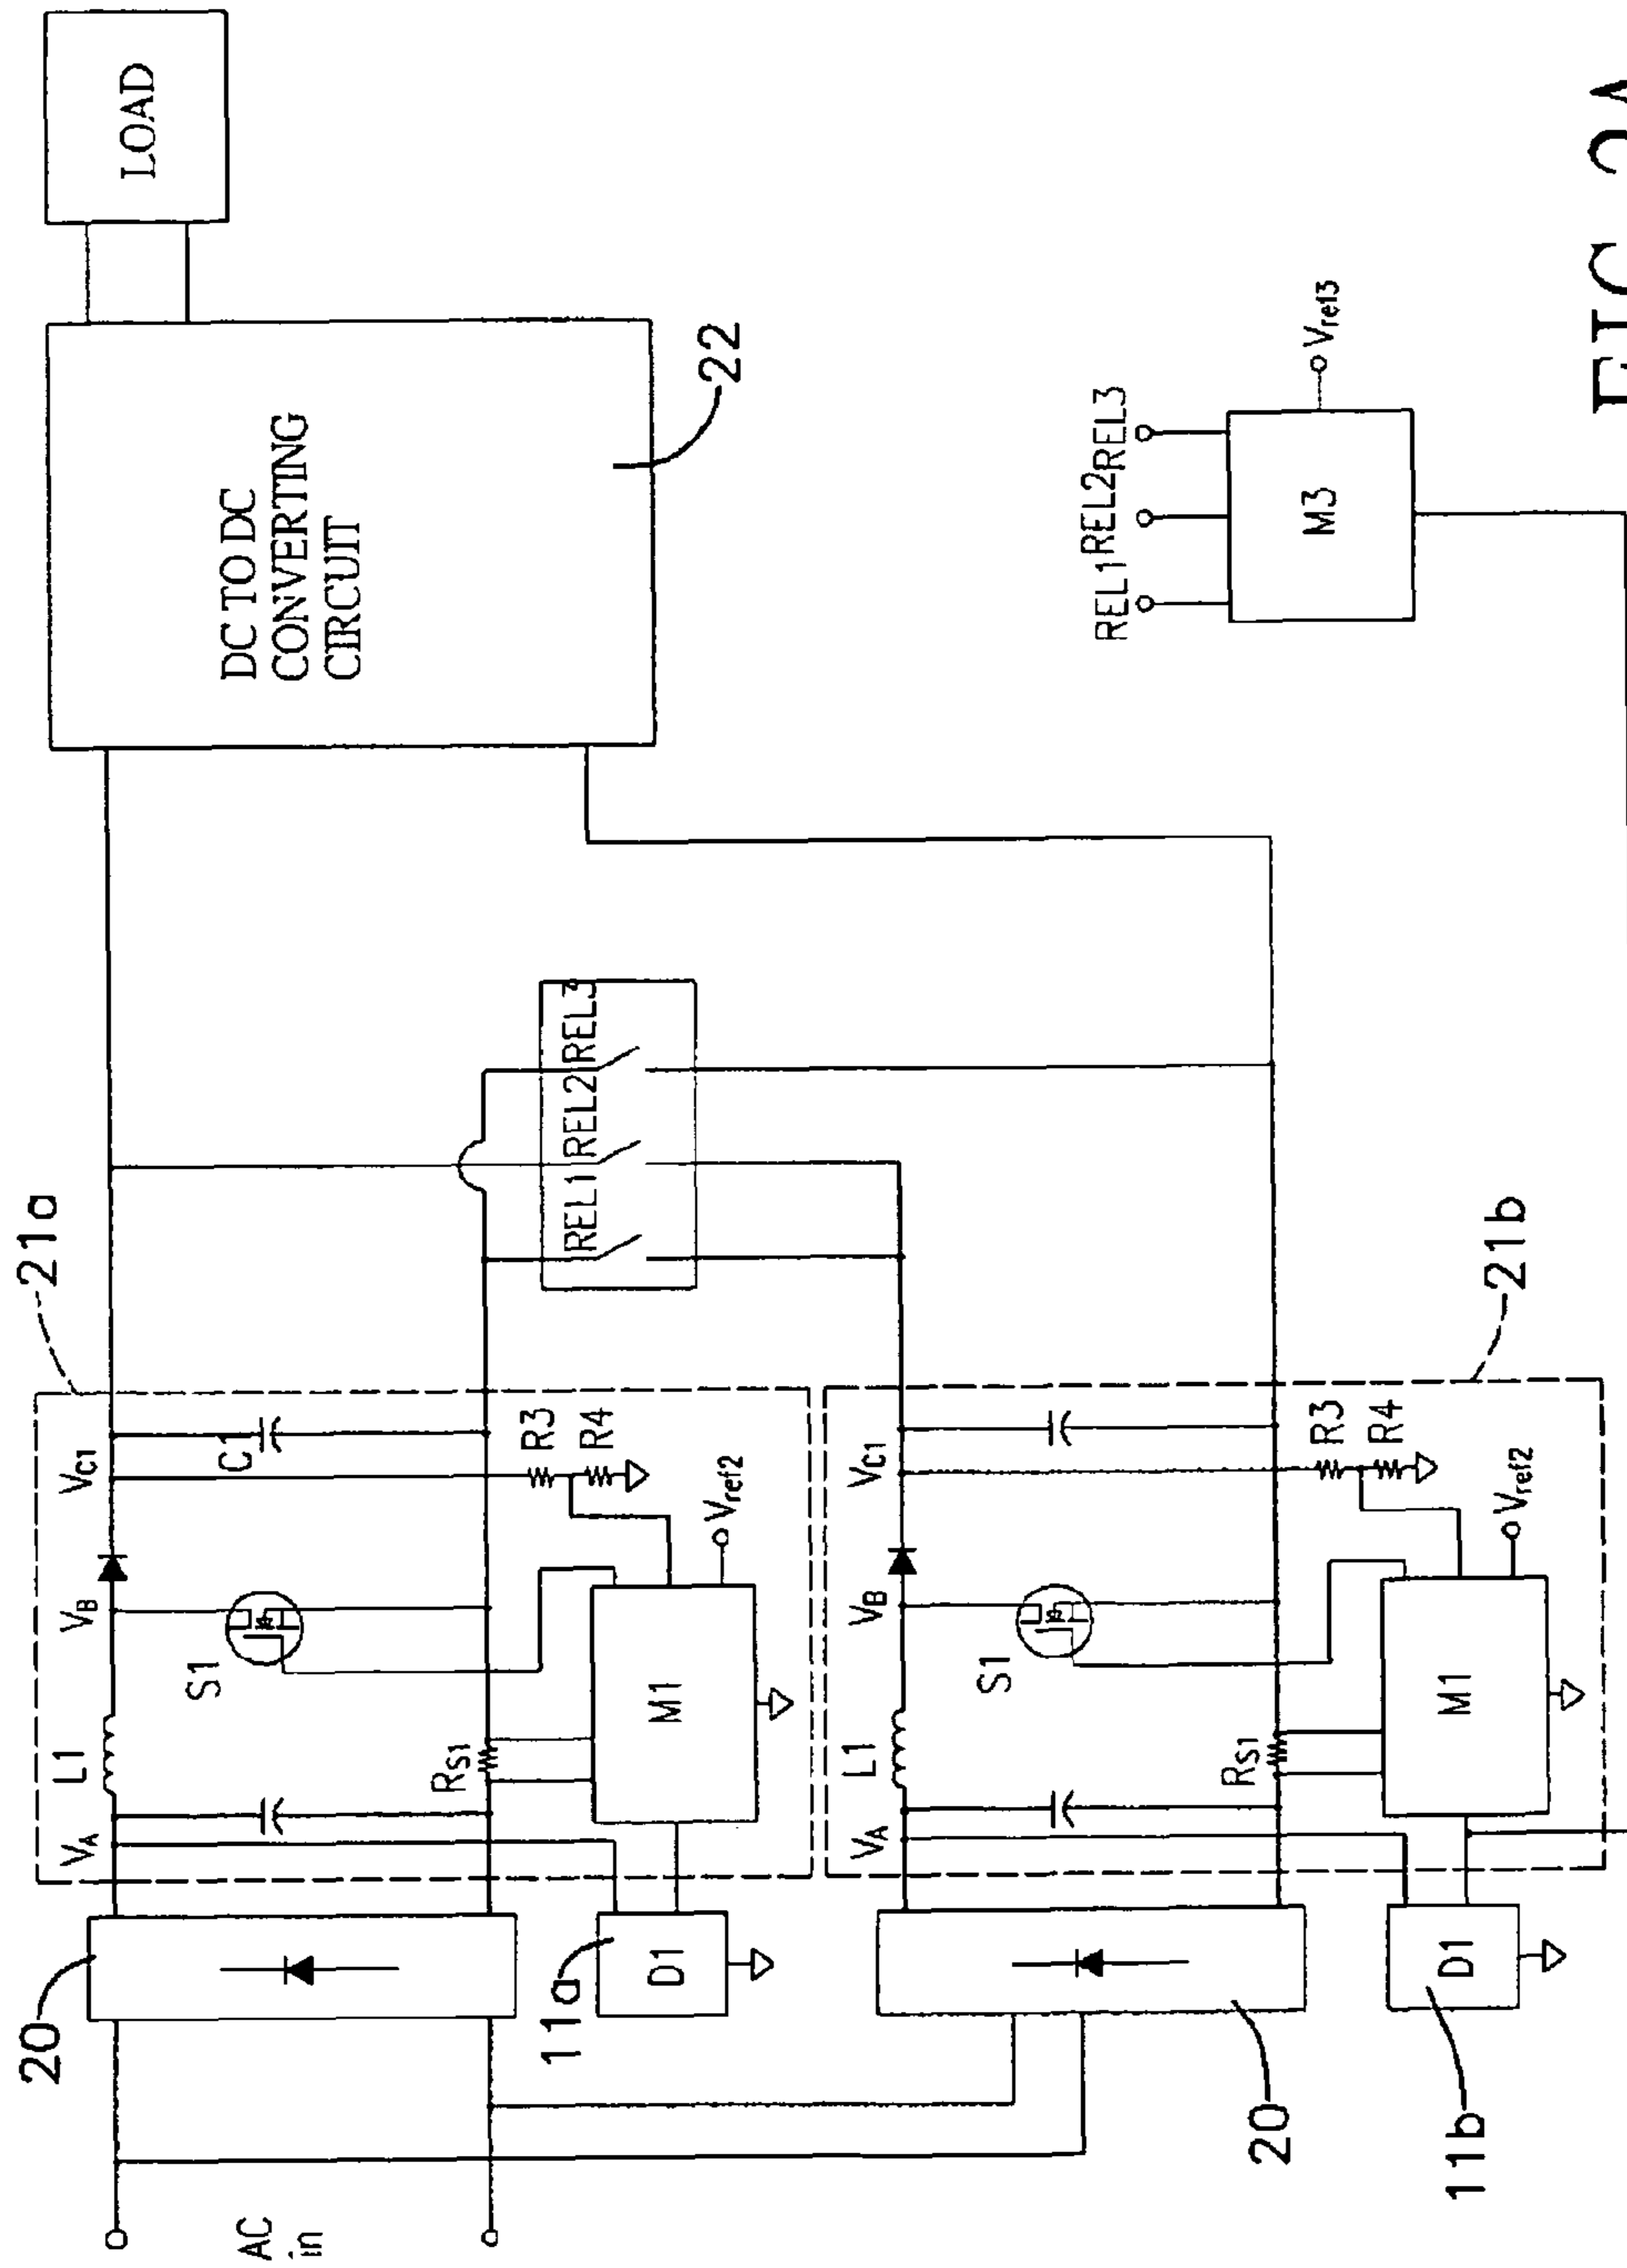 LOAD
DC TO DC
CONVERTING
CIRCUIT
22
21a
REL1 REL2 REL3
VA
L1
VB
VC1
C1
S1
RS1
R3
R4
M1
Vref2
20
11a
D1
AC
in
REL1 REL2 REL3
M3
Vref3
21b
VA
L1
VB
VC1
S1
RS1
R3
R4
M1
Vref2
20
11b
D1